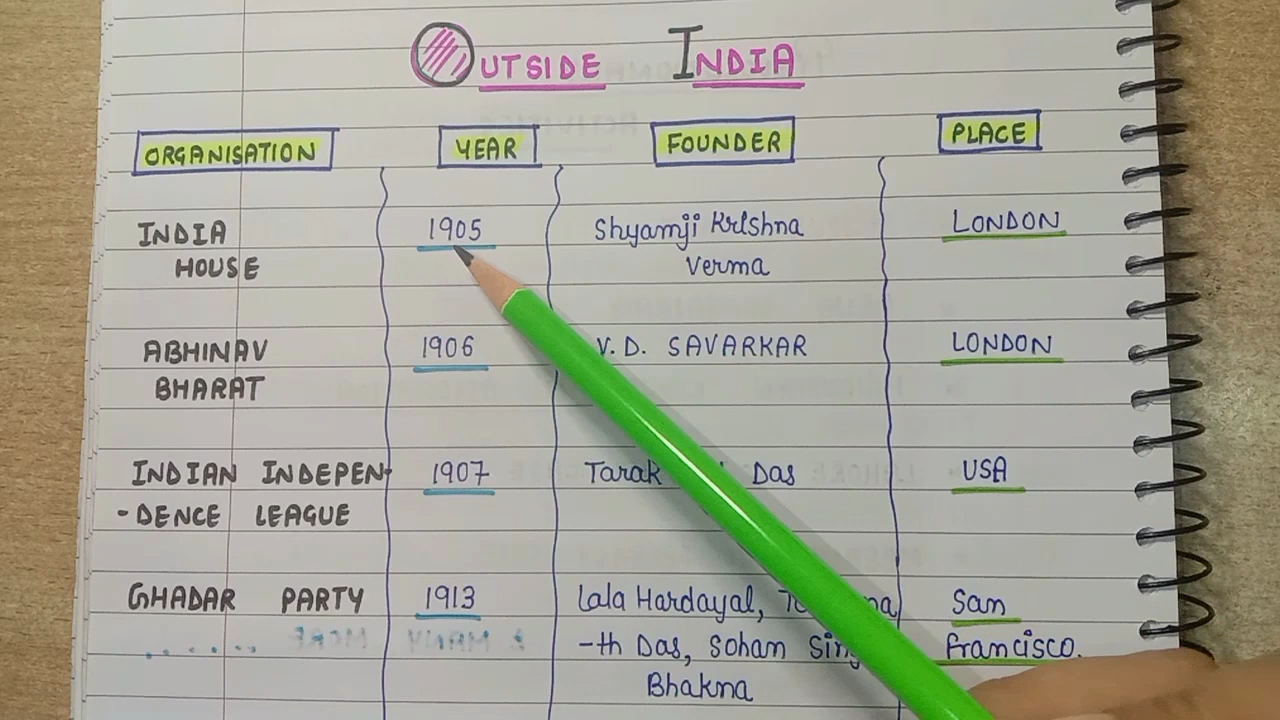 OUTSIDE INDIA
ORGANISATION YEAR FOUNDER PLACE
INDIA 1905 Shyamji Krishna LONDON
HOUSE Verma
ABHINAV 1906 V. D. SAVARKAR LONDON
BHARAT
INDIAN INDEPEN- 1907 Tarak Das USA
-DENCE LEAGUE
GHADAR PARTY 1913 Lala Hardayal, San
-th Das, Sohan Francisco.
Bhakna